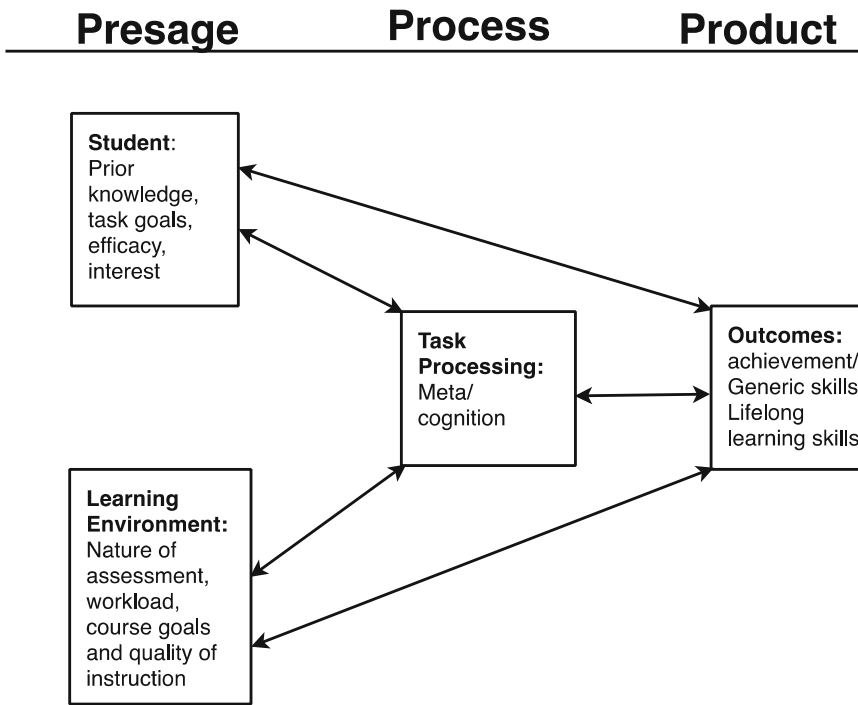 Presage Process Product
Student:
Prior
knowledge,
task goals,
efficacy,
interest
Task
Processing:
Meta/
cognition
Outcomes:
achievement/
Generic skills
Lifelong
learning skills
Learning
Environment:
Nature of
assessment,
workload,
course goals
and quality of
instruction